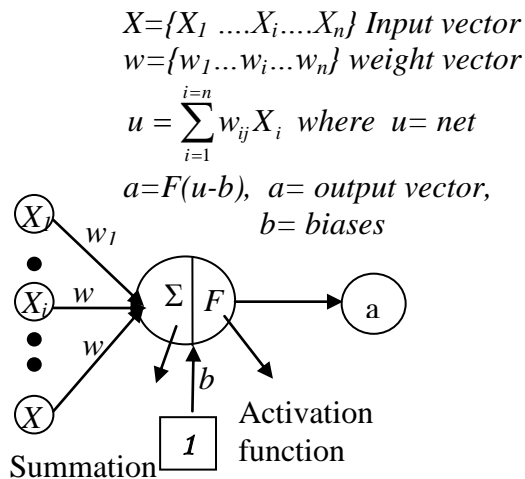 X={X₁ ....Xᵢ....Xₙ} Input vector
w={w₁...wᵢ...wₙ} weight vector
u = ∑ᵢ₌₁ⁱ⁼ⁿ wᵢⱼXᵢ where u= net
a=F(u-b), a= output vector,
b= biases
X₁
w₁
Xᵢ
w
Σ
F
a
w
X
b
1
Activation
function
Summation